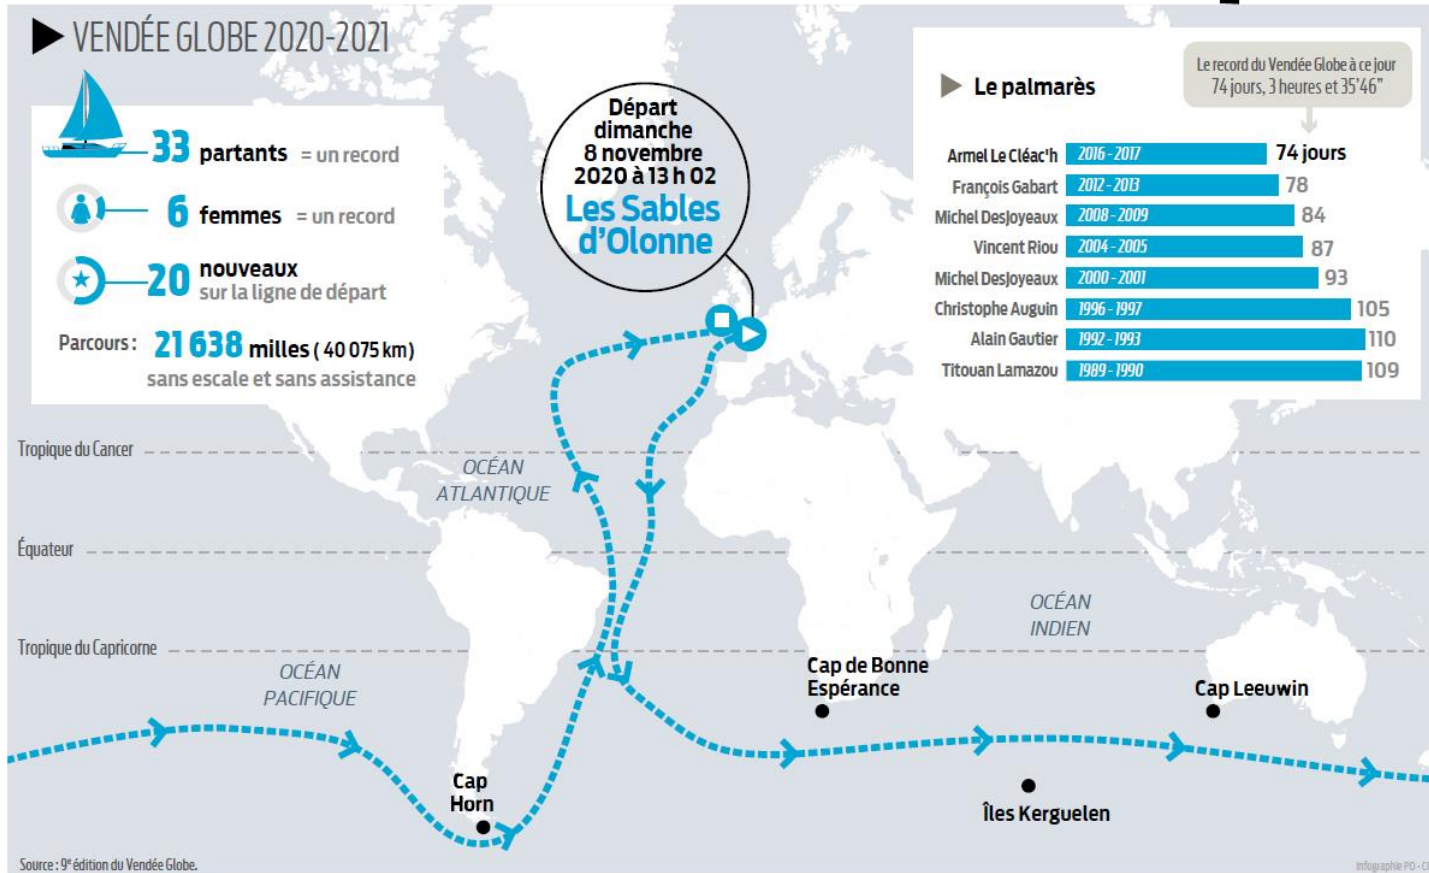 VENDÉE GLOBE 2020-2021
33 partants = un record
6 femmes = un record
20 nouveaux
sur la ligne de départ
Parcours : 21 638 milles ( 40 075 km)
sans escale et sans assistance
Départ
dimanche
8 novembre
2020 à 13 h 02
Les Sables
d'Olonne
Le record du Vendée Globe à ce jour
74 jours, 3 heures et 35'46"
Le palmarès
Armel Le Cléac'h 2016 - 2017 74 jours
François Gabart 2012 - 2013 78
Michel DesJoyeaux 2008 - 2009 84
Vincent Riou 2004 - 2005 87
Michel DesJoyeaux 2000 - 2001 93
Christophe Auguin 1996 - 1997 105
Alain Gautier 1992 - 1993 110
Titouan Lamazou 1989 - 1990 109
Tropique du Cancer
OCÉAN
ATLANTIQUE
Équateur
OCÉAN
INDIEN
Tropique du Capricorne
OCÉAN
PACIFIQUE
Cap de Bonne
Espérance
Cap Leeuwin
Cap
Horn
Îles Kerguelen
Source : 9e édition du Vendée Globe.
Infographie PO -